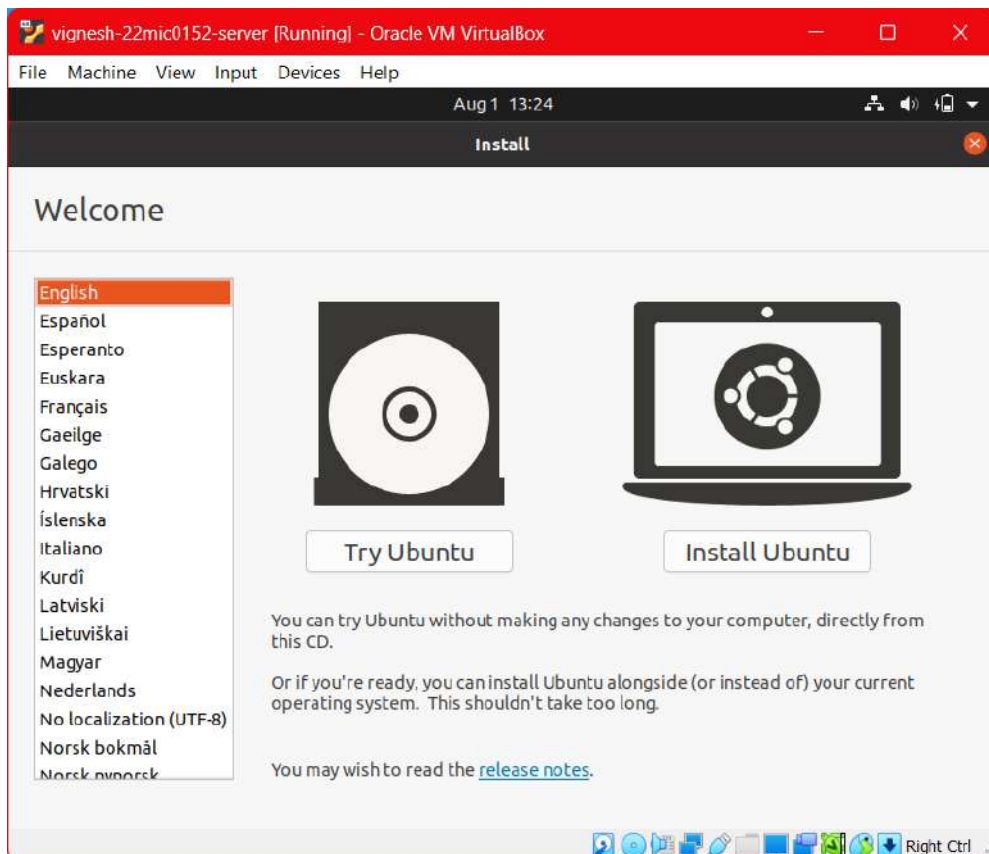 vignesh-22mic0152-server [Running] - Oracle VM VirtualBox
File Machine View Input Devices Help
Aug 1 13:24
Install
Welcome
English
Español
Esperanto
Euskara
Français
Gaeilge
Galego
Hrvatski
Íslenska
Italiano
Kurdî
Latviski
Lietuviškai
Magyar
Nederlands
No localization (UTF-8)
Norsk bokmål
Norsk nynorsk
Try Ubuntu
Install Ubuntu
You can try Ubuntu without making any changes to your computer, directly from
this CD.
Or if you're ready, you can install Ubuntu alongside (or instead of) your current
operating system. This shouldn't take too long.
You may wish to read the release notes.
Right Ctrl